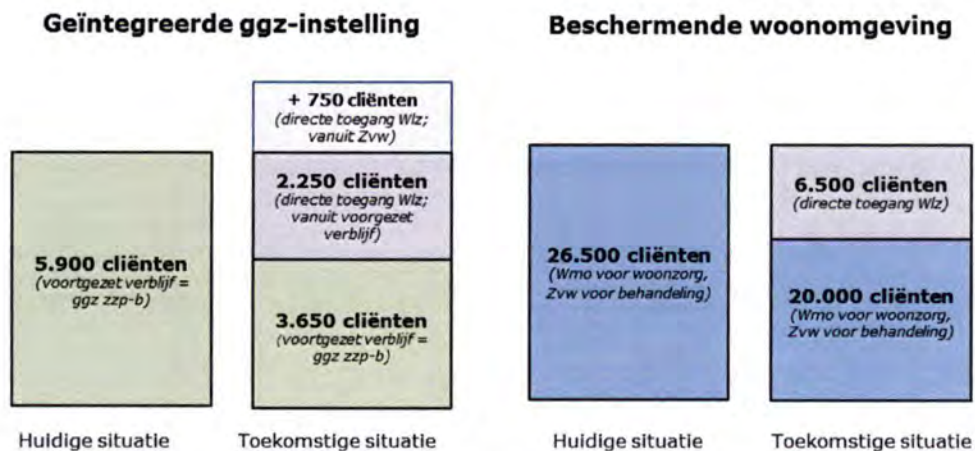 Geïntegreerde ggz-instelling
Beschermende woonomgeving
5.900 cliënten
(voortgezet verblijf =
ggz zzp-b)
+ 750 cliënten
(directe toegang Wlz;
vanuit Zvw)
2.250 cliënten
(directe toegang Wlz;
vanuit voorgezet
verblijf)
3.650 cliënten
(voortgezet verblijf =
ggz zzp-b)
26.500 cliënten
(Wmo voor woonzorg,
Zvw voor behandeling)
6.500 cliënten
(directe toegang Wlz)
20.000 cliënten
(Wmo voor woonzorg,
Zvw voor behandeling)
Huidige situatie
Toekomstige situatie
Huidige situatie
Toekomstige situatie